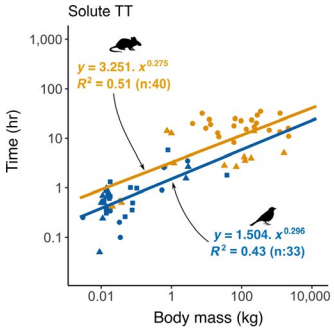 Solute TT
1,000
100
10
1
0.1
Time (hr)
y = 3.251. x^0.275
R² = 0.51 (n:40)
y = 1.504. x^0.296
R² = 0.43 (n:33)
0.01 1 100 10,000
Body mass (kg)